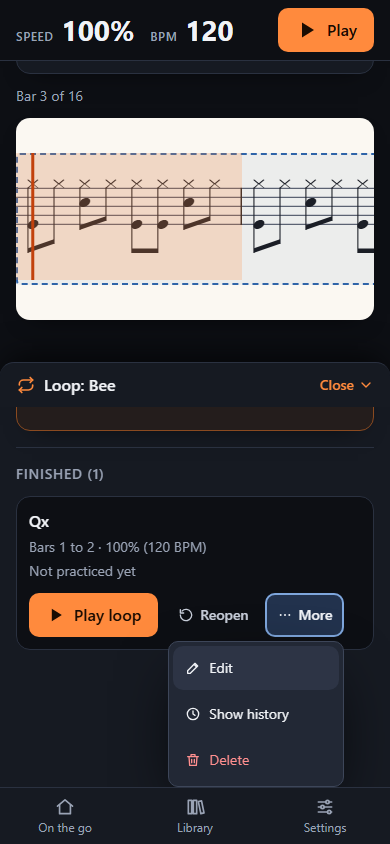 SPEED 100% BPM 120 Play
Bar 3 of 16
Loop: Bee Close
FINISHED (1)
Qx
Bars 1 to 2 · 100% (120 BPM)
Not practiced yet
Play loop Reopen ··· More
Edit
Show history
Delete
On the go Library Settings